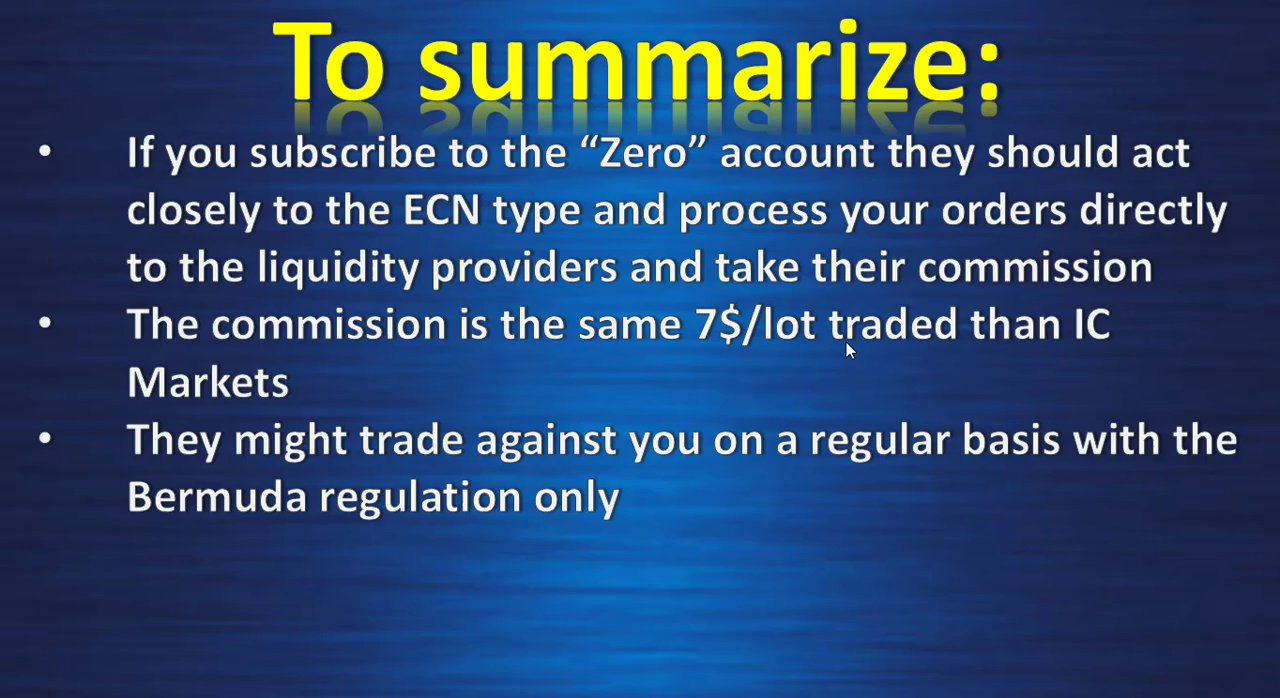 To summarize:
• If you subscribe to the “Zero” account they should act
closely to the ECN type and process your orders directly
to the liquidity providers and take their commission
• The commission is the same 7$/lot traded than IC
Markets
• They might trade against you on a regular basis with the
Bermuda regulation only